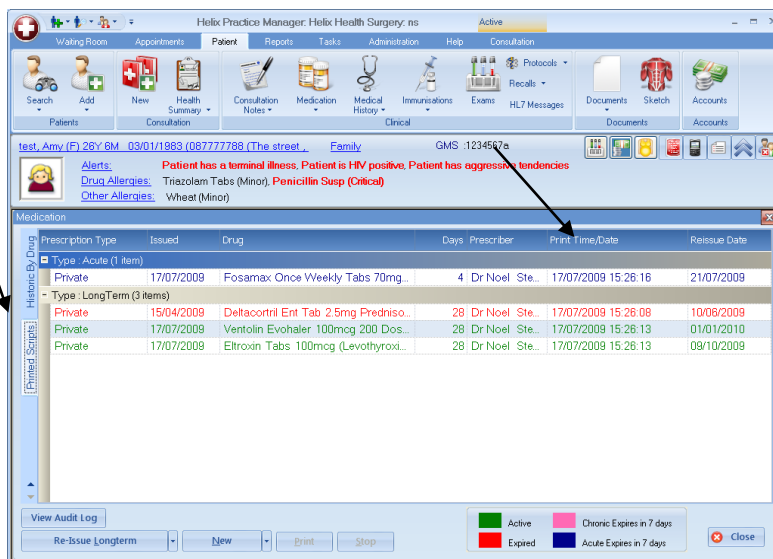 Helix Practice Manager: Helix Health Surgery: ns
Active
Waiting Room Appointments Patient Reports Tasks Administration Help Consultation
Search
Add
New
Health Summary
Consultation Notes
Medication
Medical History
Immunisations
Exams
Protocols
Recalls
HL7 Messages
Documents
Sketch
Accounts
Patients
Consultation
Clinical
Documents
Accounts
test, Amy (F) 26Y 6M 03/01/1983 (087777788 (The street , Family GMS :1234567a
Alerts: Patient has a terminal illness, Patient is HIV positive, Patient has aggressive tendencies
Drug Allergies: Triazolam Tabs (Minor), Penicillin Susp (Critical)
Other Allergies: Wheat (Minor)
Medication
Historic By Drug
Printed Scripts
Prescription Type Issued Drug Days Prescriber Print Time/Date Reissue Date
Type : Acute (1 item)
Private 17/07/2009 Fosamax Once Weekly Tabs 70mg... 4 Dr Noel Ste... 17/07/2009 15:26:16 21/07/2009
Type : LongTerm (3 items)
Private 15/04/2009 Deltacortril Ent Tab 2.5mg Predniso... 28 Dr Noel Ste... 17/07/2009 15:26:08 10/06/2009
Private 17/07/2009 Ventolin Evohaler 100mcg 200 Dos... 28 Dr Noel Ste... 17/07/2009 15:26:13 01/01/2010
Private 17/07/2009 Eltroxin Tabs 100mcg (Levothyroxi... 28 Dr Noel Ste... 17/07/2009 15:26:13 09/10/2009
View Audit Log
Re-Issue Longterm New Print Stop
Active Chronic Expires in 7 days
Expired Acute Expires in 7 days
Close